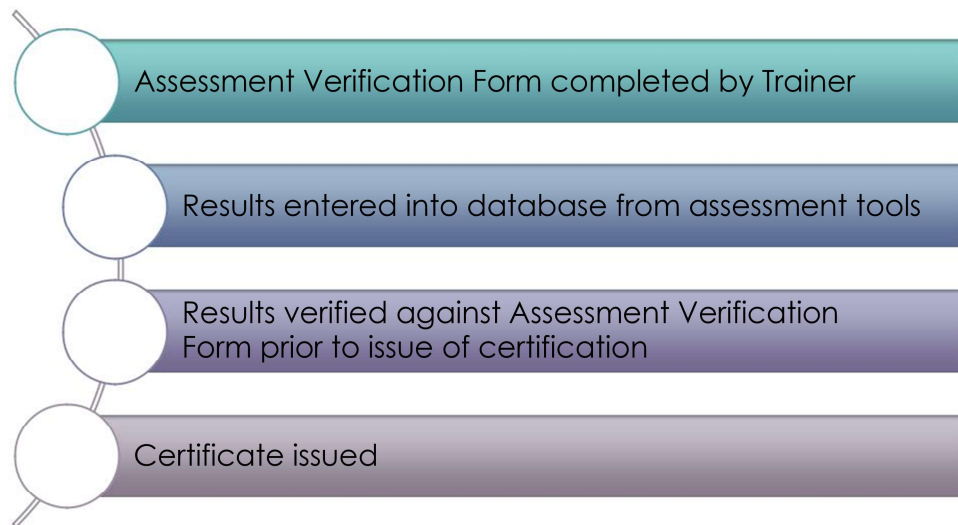 Assessment Verification Form completed by Trainer
Results entered into database from assessment tools
Results verified against Assessment Verification
Form prior to issue of certification
Certificate issued